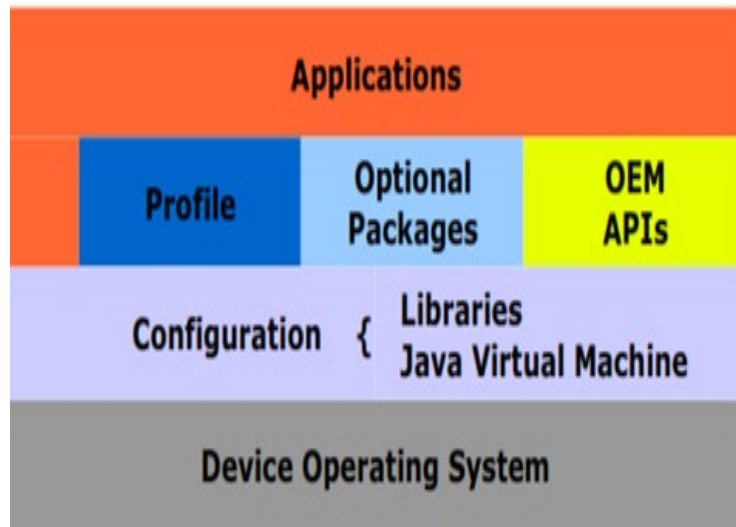 Applications
Profile
Optional
Packages
OEM
APIs
Configuration {
Libraries
Java Virtual Machine
Device Operating System